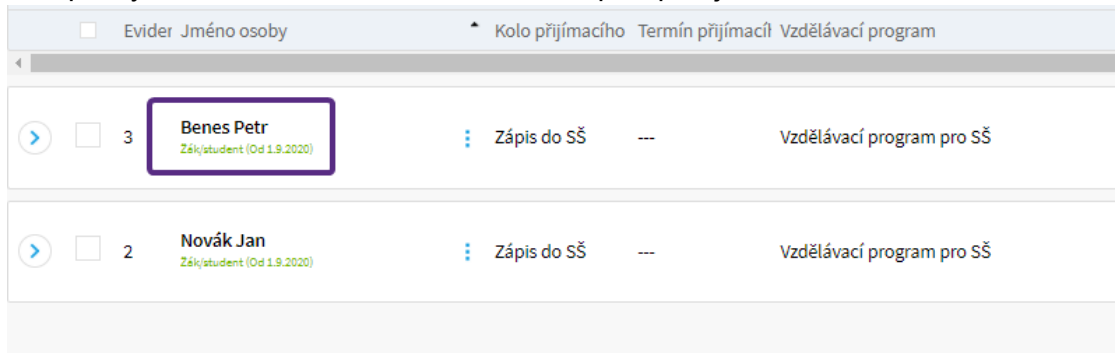 Evider Jméno osoby Kolo přijímacího Termín přijímacíh Vzdělávací program
3 Benes Petr Zápis do SŠ --- Vzdělávací program pro SŠ
Žák/student (Od 1.9.2020)
2 Novák Jan Zápis do SŠ --- Vzdělávací program pro SŠ
Žák/student (Od 1.9.2020)